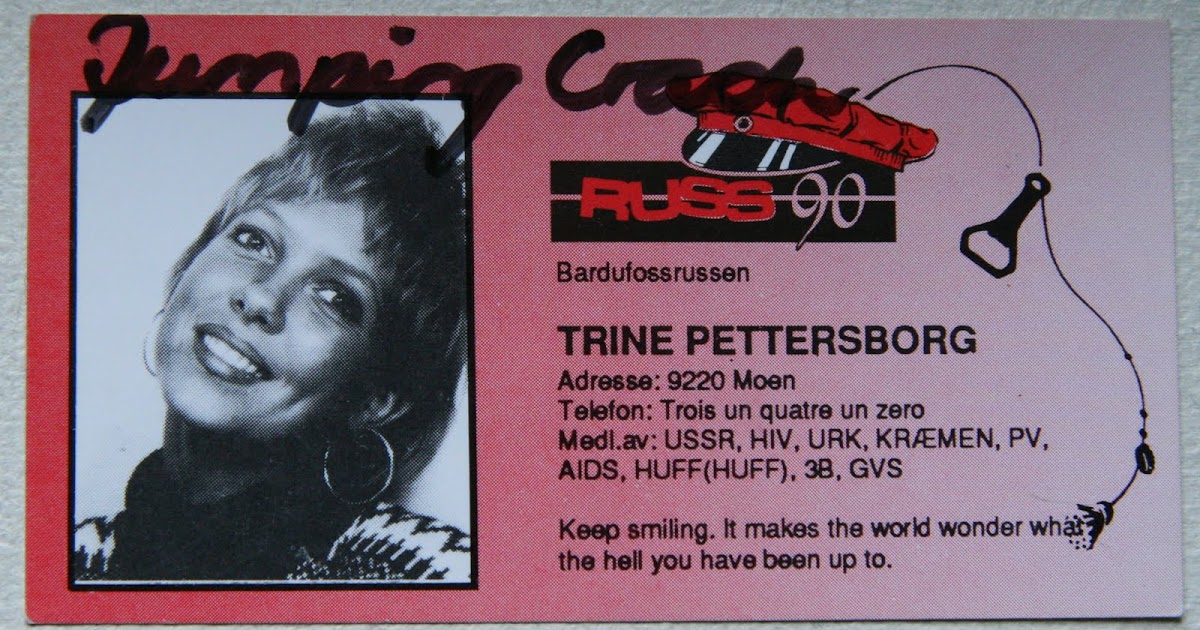 Jumping Crack
RUSS 90
Bardufossrussen
TRINE PETTERSBORG
Adresse: 9220 Moen
Telefon: Trois un quatre un zero
Medl.av: USSR, HIV, URK, KRÆMEN, PV,
AIDS, HUFF(HUFF), 3B, GVS
Keep smiling. It makes the world wonder what
the hell you have been up to.